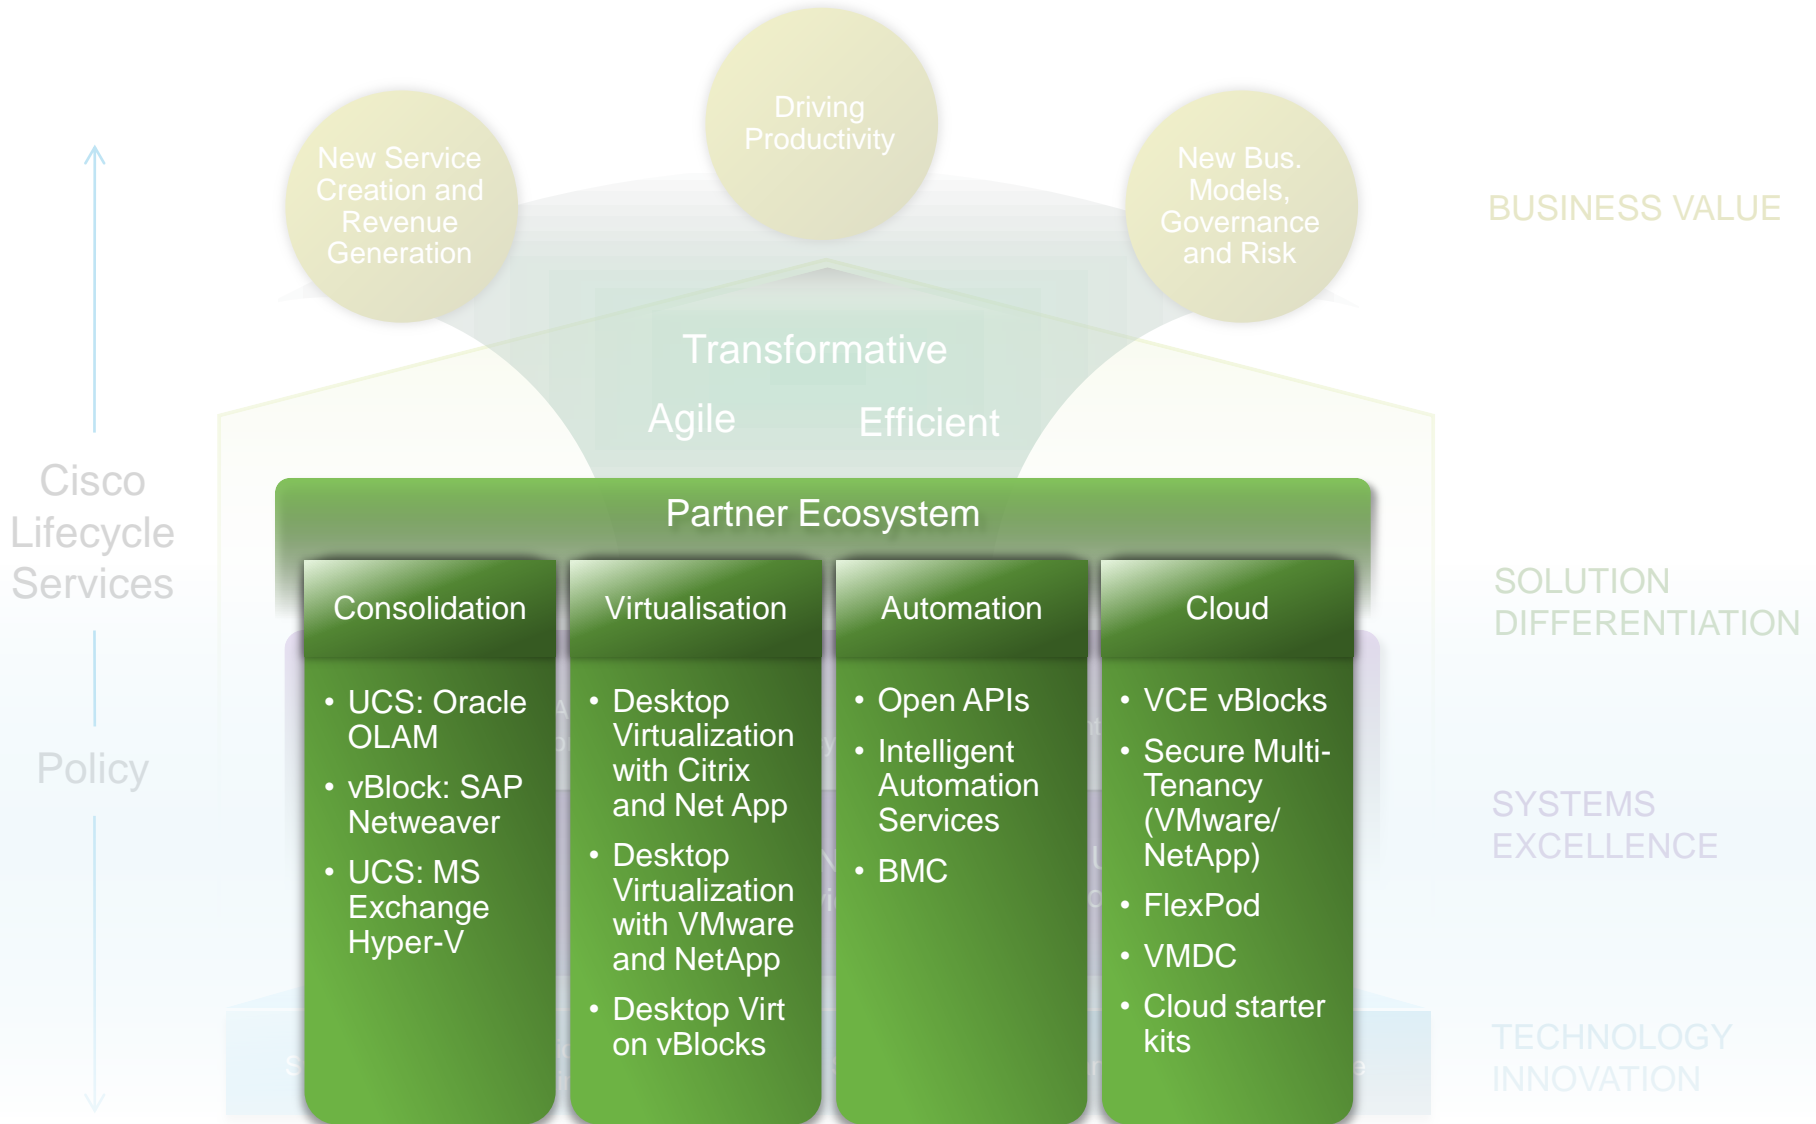 Driving
Productivity
New Service
Creation and
Revenue
Generation
New Bus.
Models,
Governance
and Risk
BUSINESS VALUE
Transformative
Agile
Efficient
Cisco
Lifecycle
Services
Policy
Partner Ecosystem
SOLUTION
DIFFERENTIATION
SYSTEMS
EXCELLENCE
TECHNOLOGY
INNOVATION
Consolidation
• UCS: Oracle
OLAM
• vBlock: SAP
Netweaver
• UCS: MS
Exchange
Hyper-V
Virtualisation
• Desktop
Virtualization
with Citrix
and Net App
• Desktop
Virtualization
with VMware
and NetApp
• Desktop Virt
on vBlocks
Automation
• Open APIs
• Intelligent
Automation
Services
• BMC
Cloud
• VCE vBlocks
• Secure Multi-
Tenancy
(VMware/
NetApp)
• FlexPod
• VMDC
• Cloud starter
kits